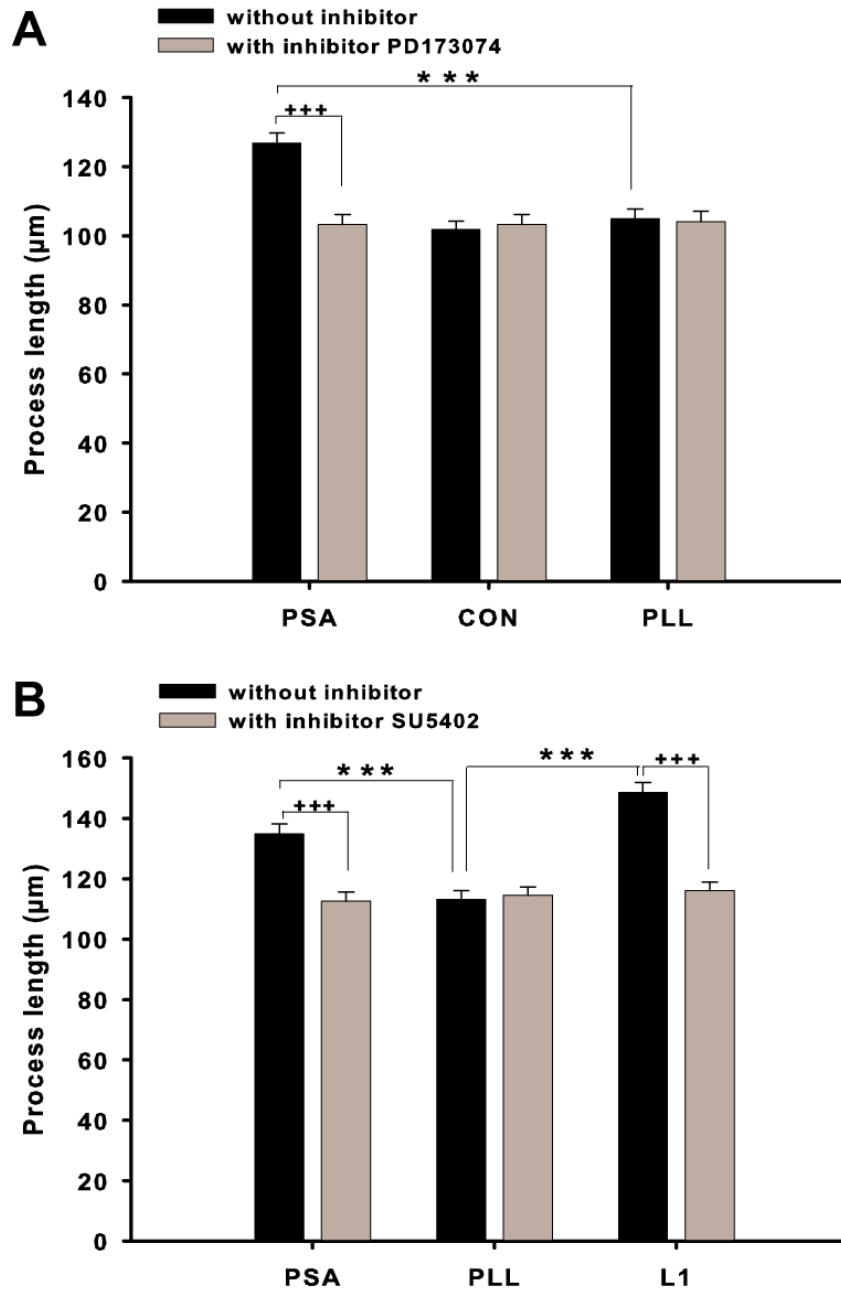 A
without inhibitor
with inhibitor PD173074
***
+++
140
120
100
80
60
40
20
0
Process length (µm)
PSA CON PLL
B
without inhibitor
with inhibitor SU5402
*** ***
+++ +++
160
140
120
100
80
60
40
20
0
Process length (µm)
PSA PLL L1